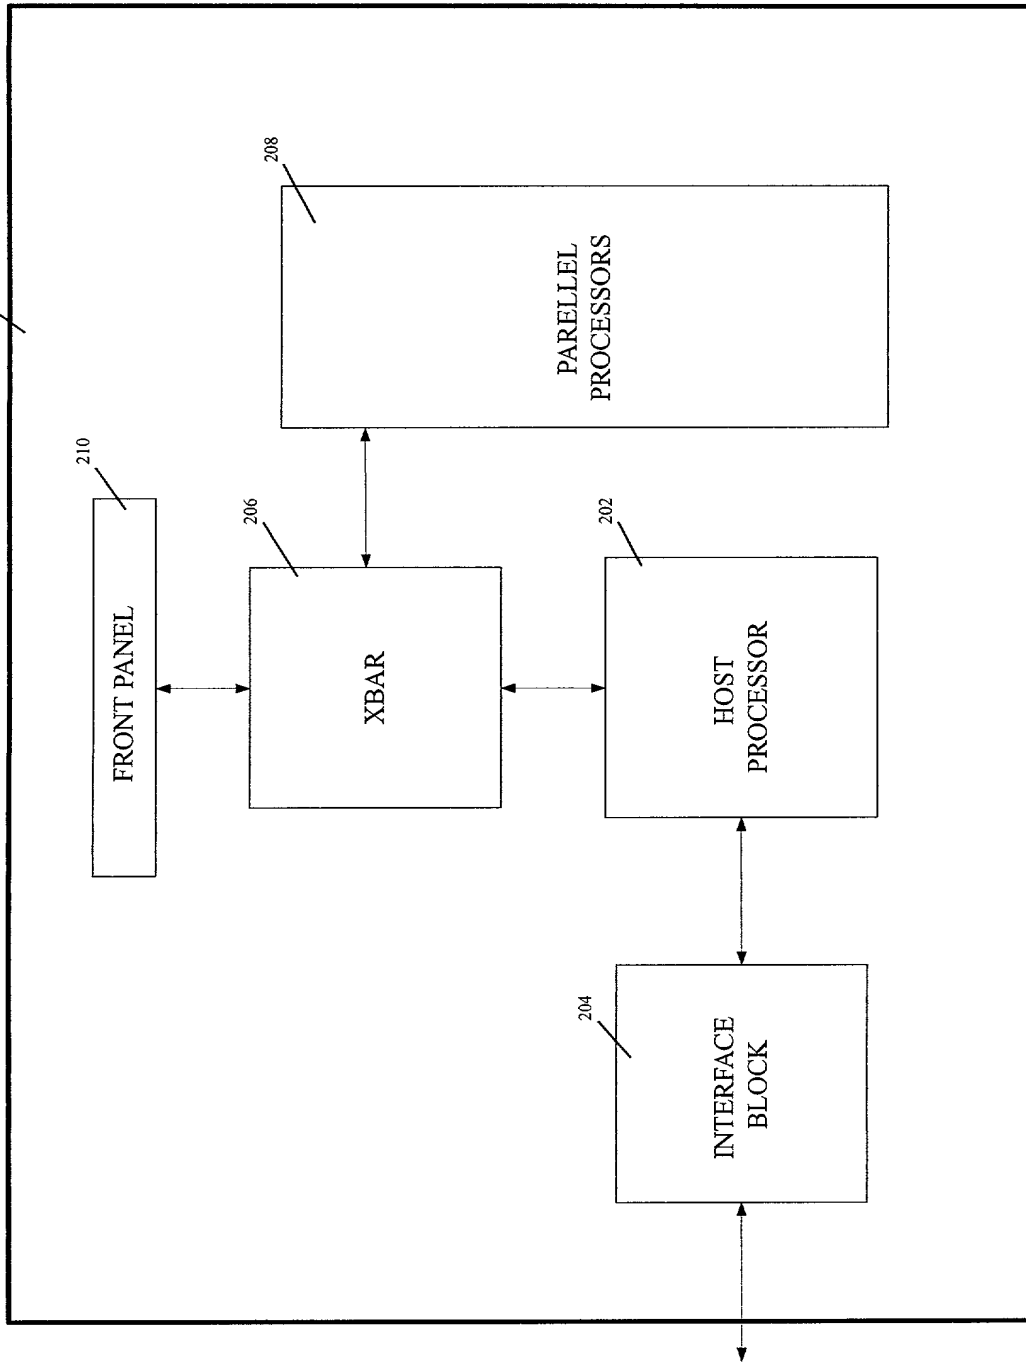 210
FRONT PANEL
206
XBAR
208
PARELLEL
PROCESSORS
202
HOST
PROCESSOR
204
INTERFACE
BLOCK